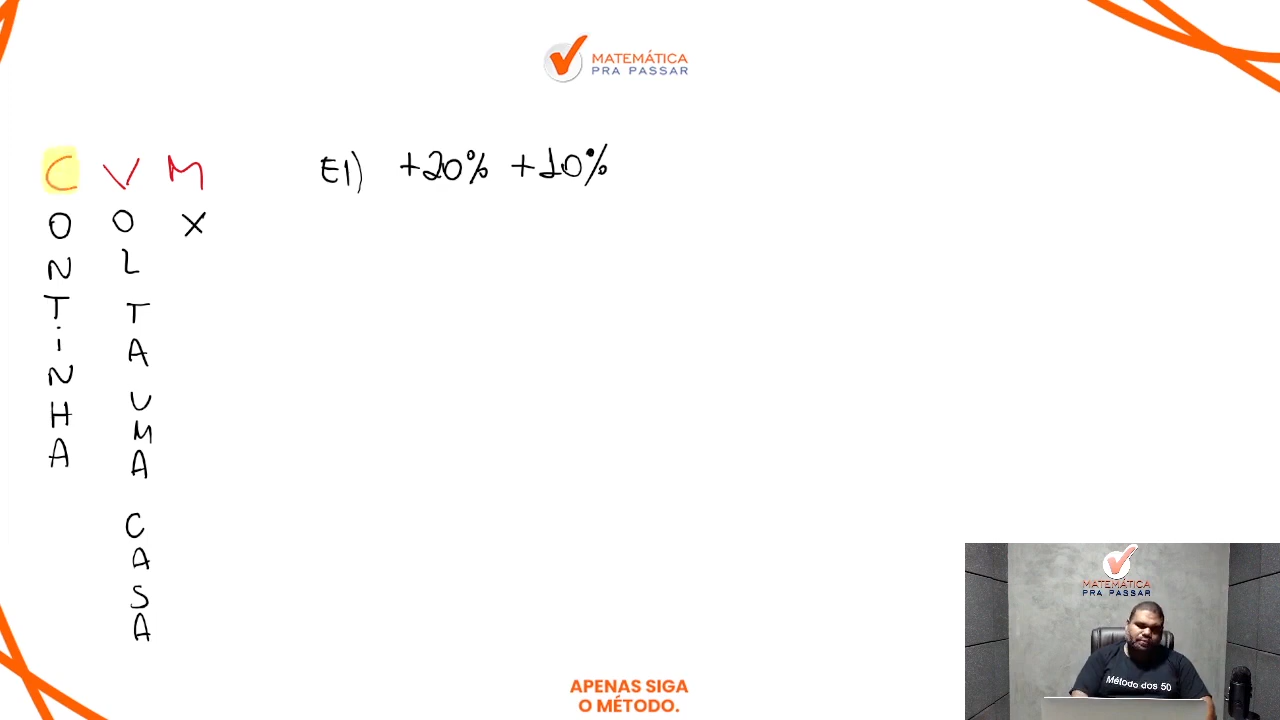 MATEMÁTICA
PRA PASSAR
C V M
E1) +20% +10%
O O X
N L
T T
i A
N U
H M
A A
C
A
S
A
MATEMÁTICA
PRA PASSAR
Método dos 50
APENAS SIGA
O MÉTODO.